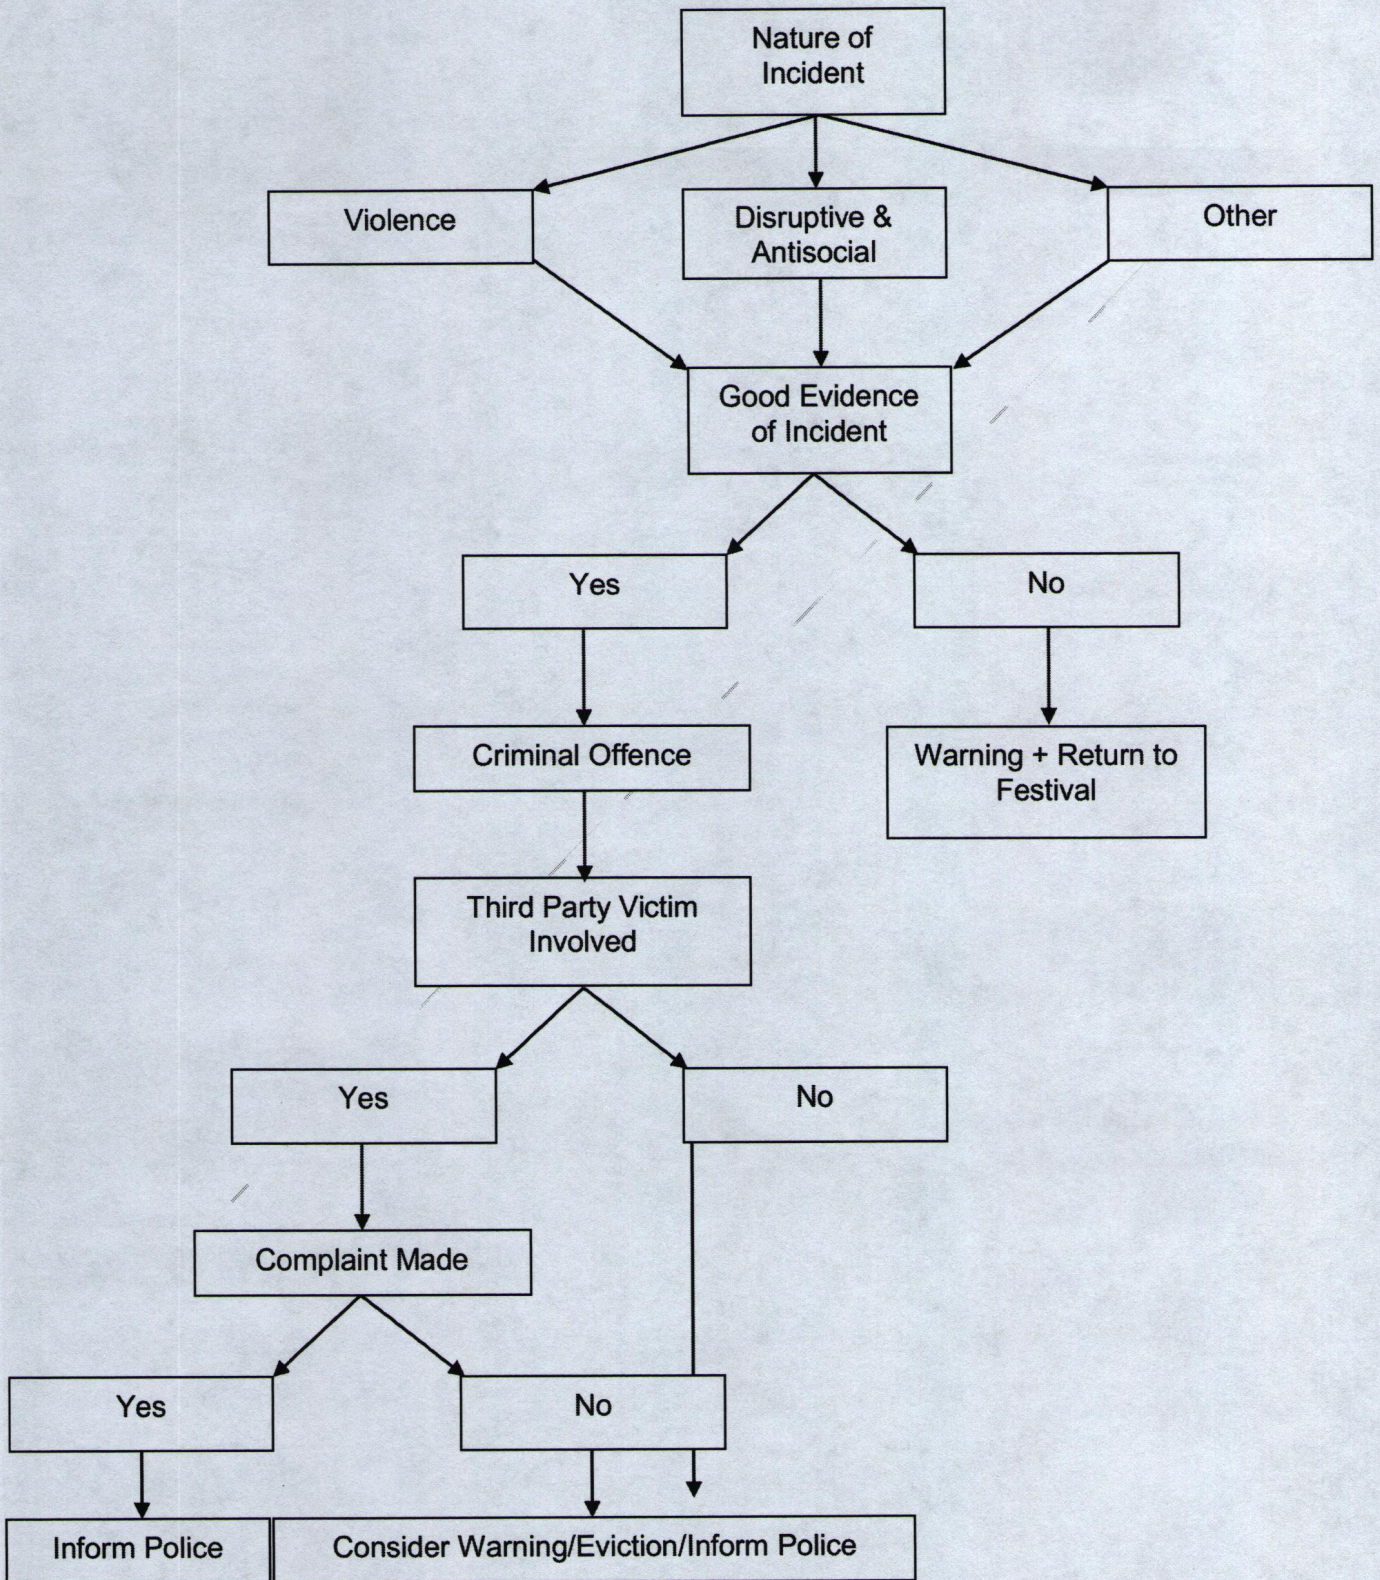 Nature of
Incident
Violence
Disruptive &
Antisocial
Other
Good Evidence
of Incident
Yes
No
Criminal Offence
Warning + Return to
Festival
Third Party Victim
Involved
Yes
No
Complaint Made
Yes
No
Inform Police
Consider Warning/Eviction/Inform Police